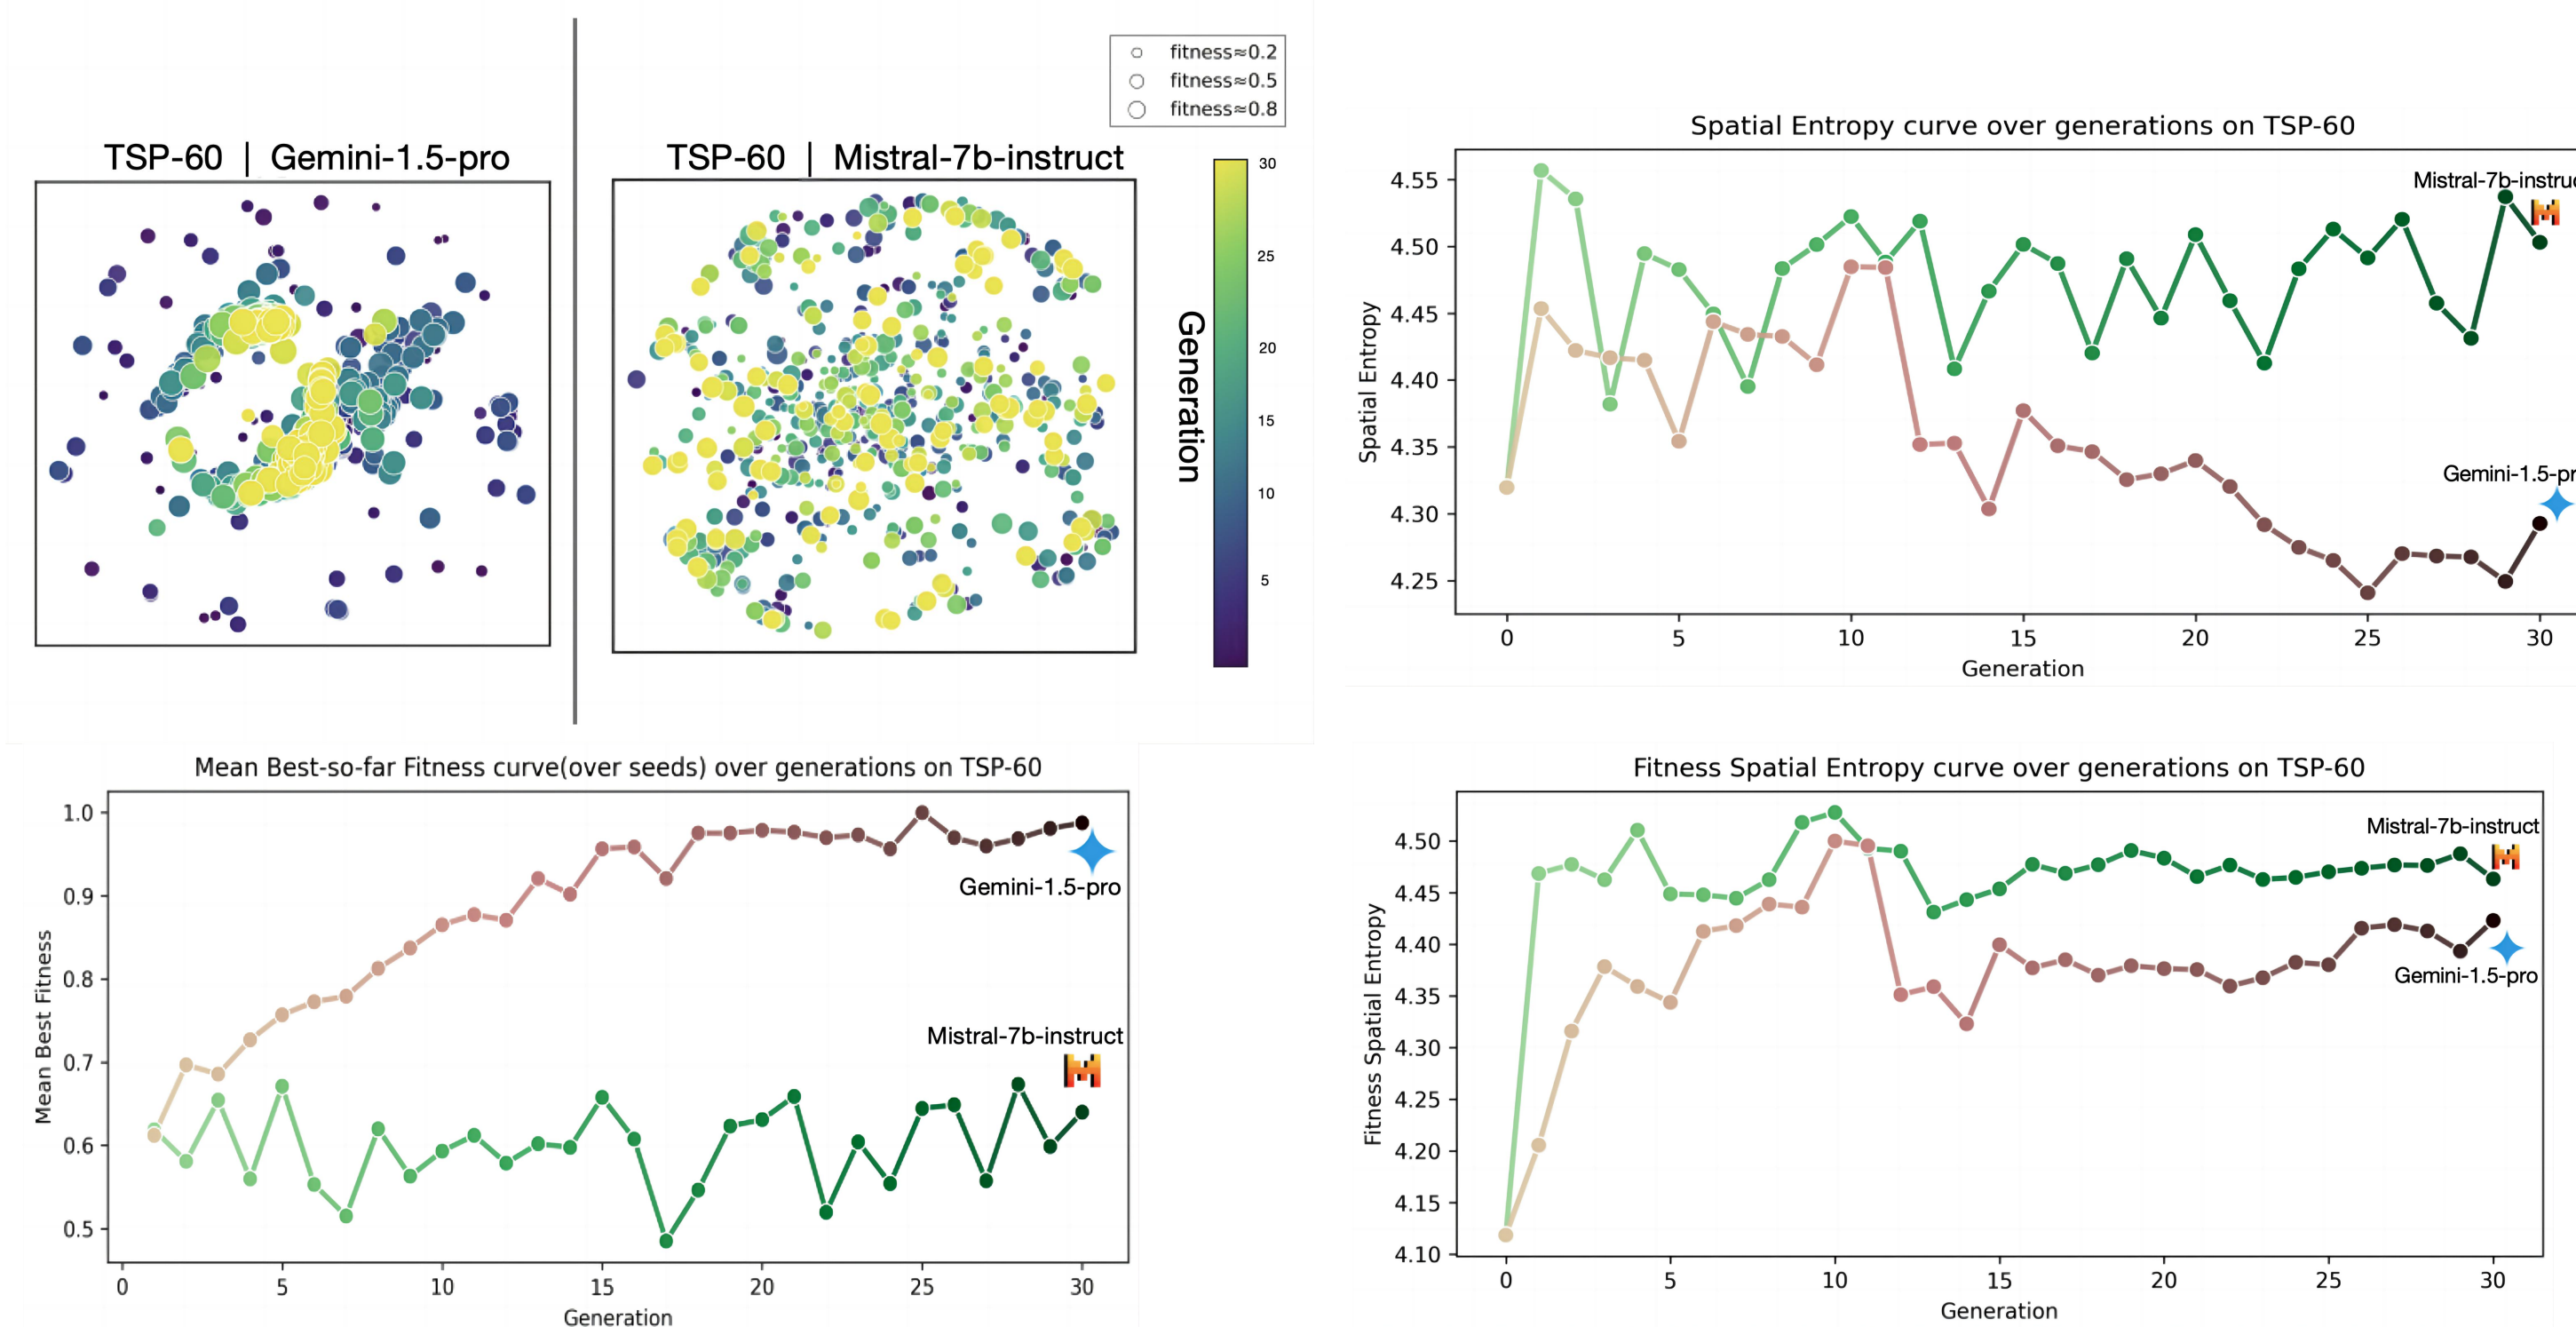 fitness≈0.2
fitness≈0.5
fitness≈0.8
TSP-60 | Gemini-1.5-pro
TSP-60 | Mistral-7b-instruct
30
25
20
15
10
5
Generation
Spatial Entropy curve over generations on TSP-60
4.55
4.50
4.45
4.40
4.35
4.30
4.25
Spatial Entropy
Mistral-7b-instruc
Gemini-1.5-pr
0 5 10 15 20 25 30
Generation
Mean Best-so-far Fitness curve(over seeds) over generations on TSP-60
1.0
0.9
0.8
0.7
0.6
0.5
Mean Best Fitness
Gemini-1.5-pro
Mistral-7b-instruct
0 5 10 15 20 25 30
Generation
Fitness Spatial Entropy curve over generations on TSP-60
4.50
4.45
4.40
4.35
4.30
4.25
4.20
4.15
4.10
Fitness Spatial Entropy
Mistral-7b-instruct
Gemini-1.5-pro
0 5 10 15 20 25 30
Generation